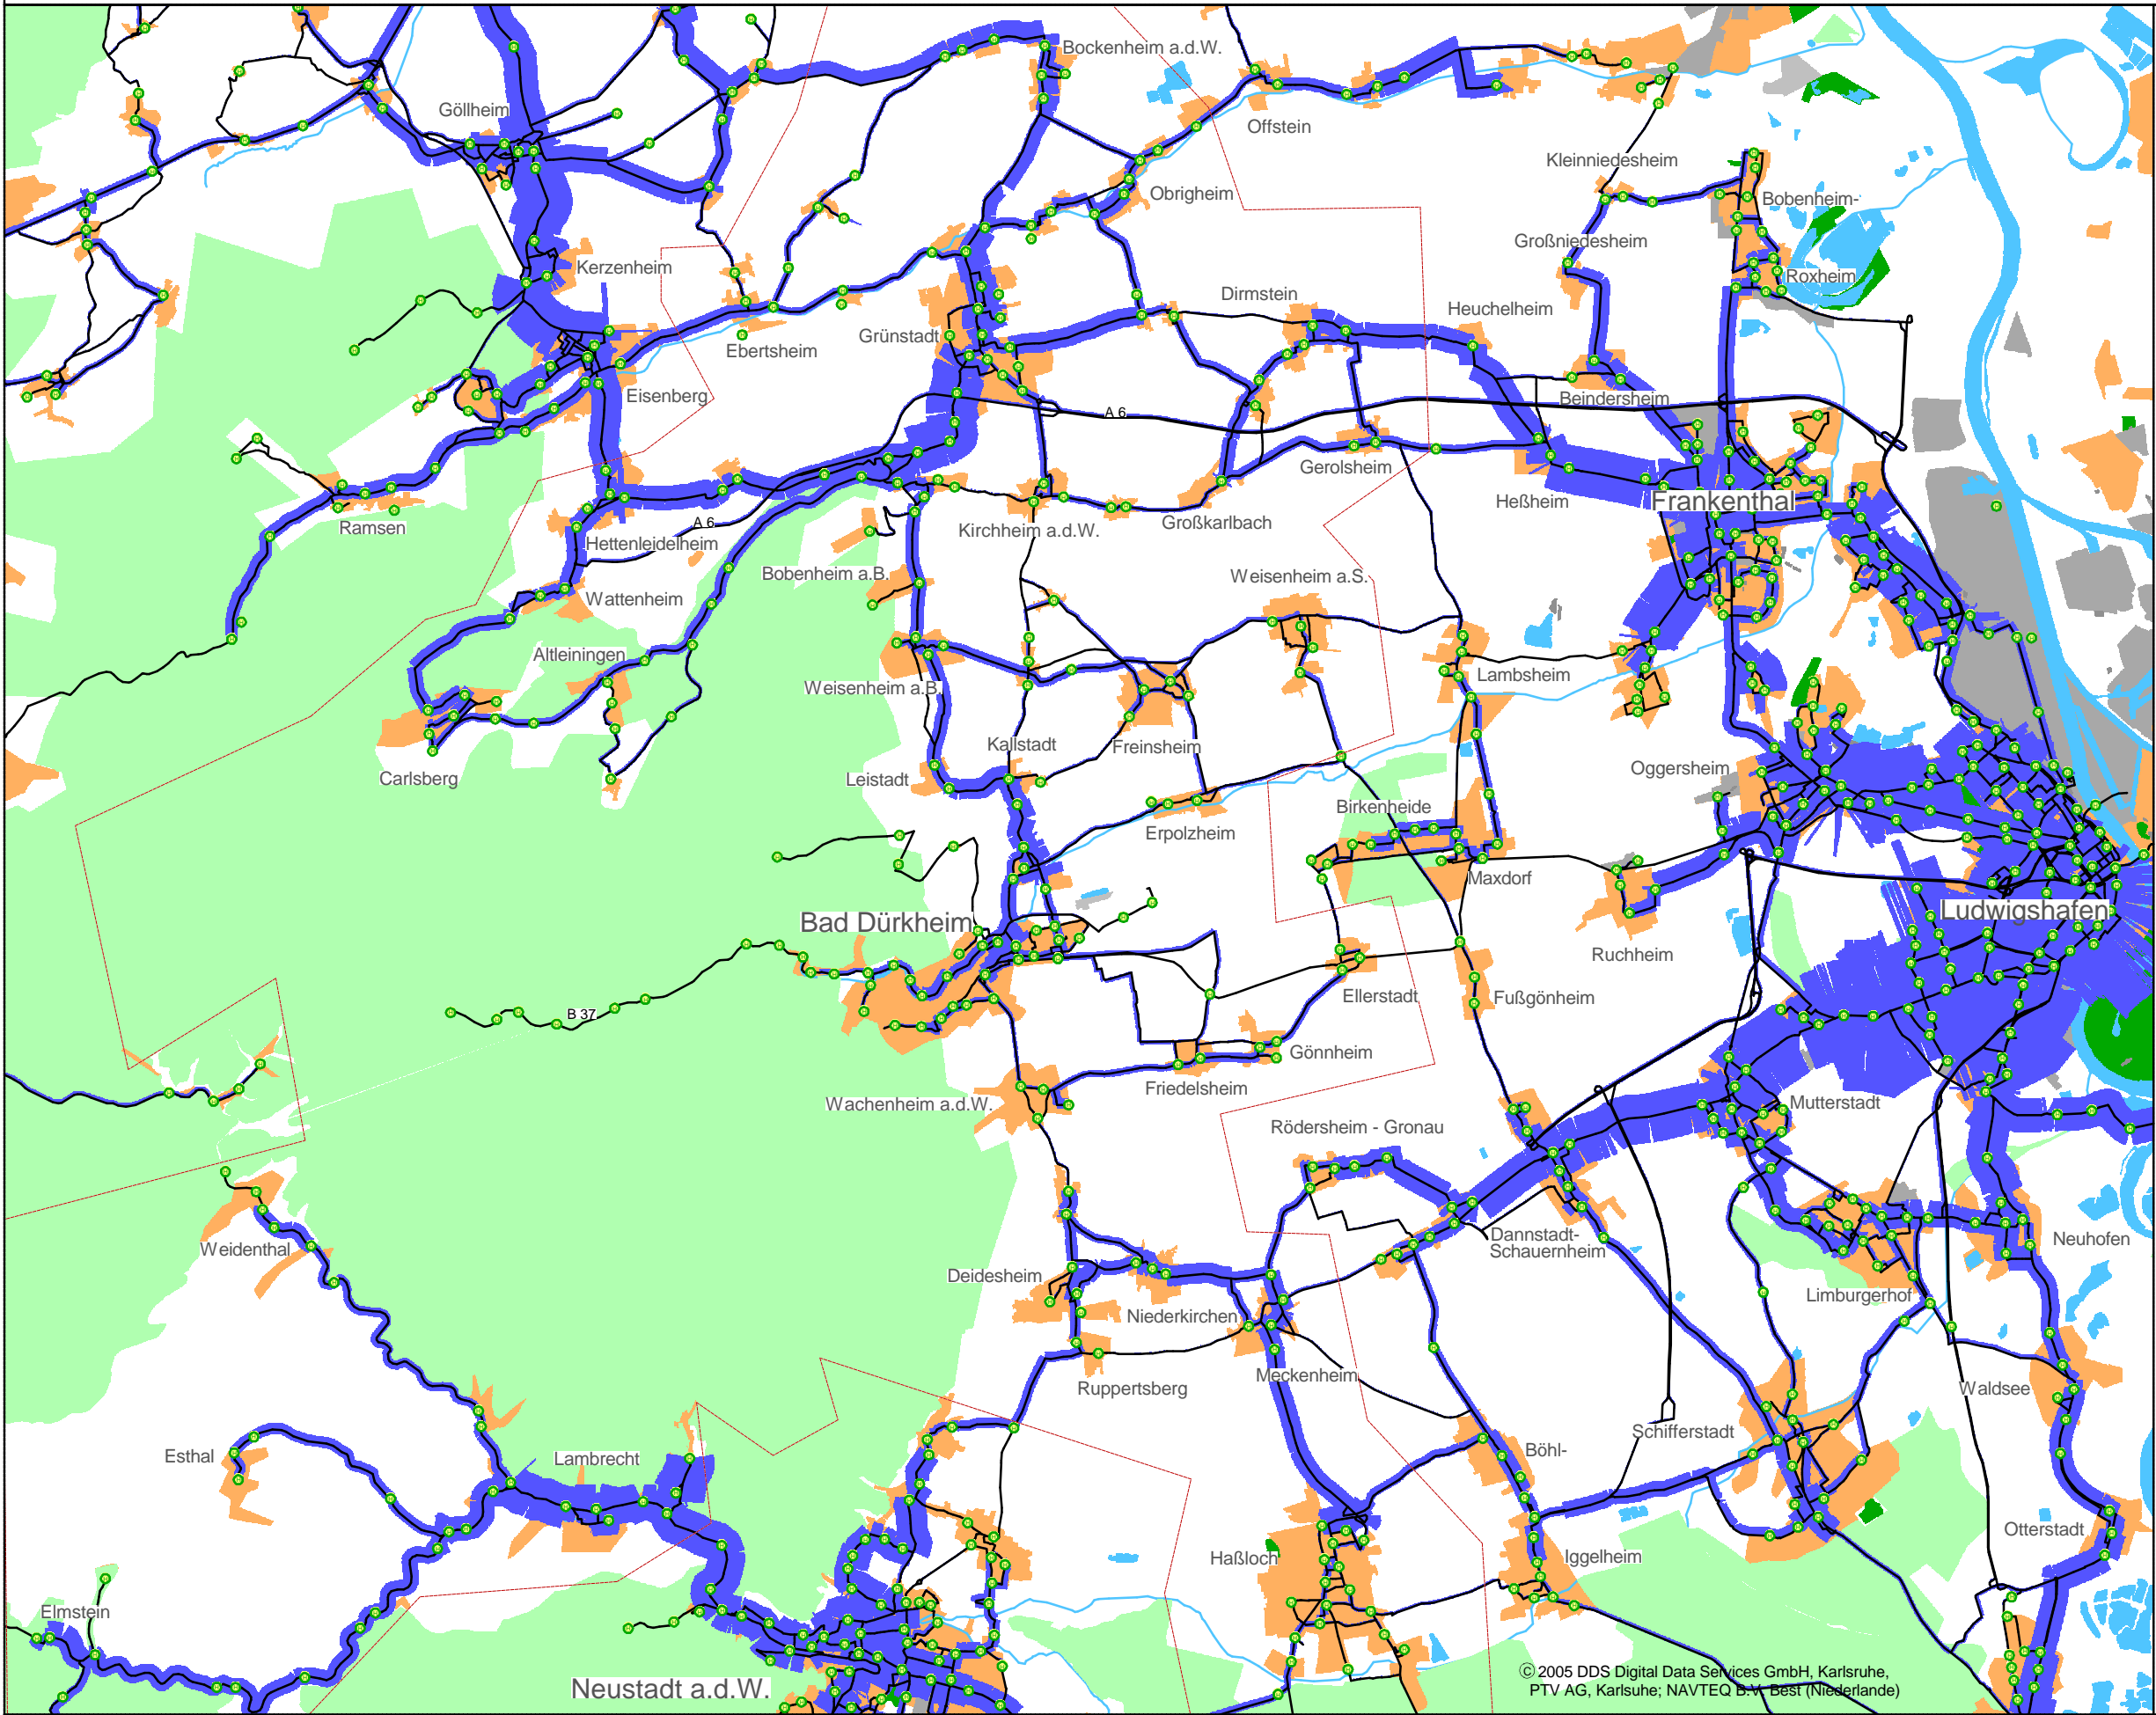 Bockenheim a.d.W.
Göllheim
Offstein
Kleinniedesheim
Obrigheim
Bobenheim-
Großniedesheim
Kerzenheim
Roxheim
Dirmstein
Heuchelheim
Grünstadt
Ebertsheim
Eisenberg
Beindersheim
A 6
Gerolsheim
Heßheim
Frankenthal
Ramsen
A 6
Kirchheim a.d.W.
Großkarlbach
Hettenleidelheim
Bobenheim a.B.
Weisenheim a.S.
Wattenheim
Altleiningen
Weisenheim a.B.
Lambsheim
Kallstadt
Freinsheim
Carlsberg
Leistadt
Oggersheim
Birkenheide
Erpolzheim
Maxdorf
Bad Dürkheim
Ludwigshafen
Ruchheim
Ellerstadt
Fußgönheim
B 37
Gönnheim
Friedelsheim
Wachenheim a.d.W.
Mutterstadt
Rödersheim - Gronau
Weidenthal
Dannstadt-
Schauernheim
Neuhofen
Deidesheim
Limburgerhof
Niederkirchen
Meckenheim
Ruppertsberg
Waldsee
Schifferstadt
Esthal
Lambrecht
Böhl-
Otterstadt
Haßloch
Iggelheim
Elmstein
Neustadt a.d.W.
© 2005 DDS Digital Data Services GmbH, Karlsruhe,
PTV AG, Karlsuhe; NAVTEQ B.V. Best (Niederlande)